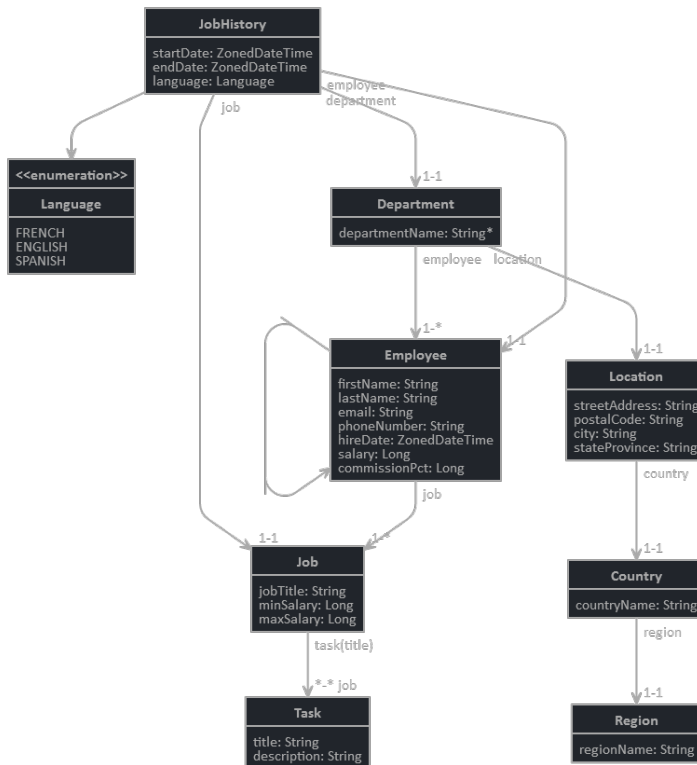 JobHistory
startDate: ZonedDateTime
endDate: ZonedDateTime
language: Language
employee
department
job
<<enumeration>>
Language
FRENCH
ENGLISH
SPANISH
1-1
Department
departmentName: String*
employee
location
1-*
1-1
1-1
Employee
firstName: String
lastName: String
email: String
phoneNumber: String
hireDate: ZonedDateTime
salary: Long
commissionPct: Long
Location
streetAddress: String
postalCode: String
city: String
stateProvince: String
job
country
1-1
1-*
1-1
Job
jobTitle: String
minSalary: Long
maxSalary: Long
Country
countryName: String
task(title)
region
*-* job
1-1
Task
title: String
description: String
Region
regionName: String